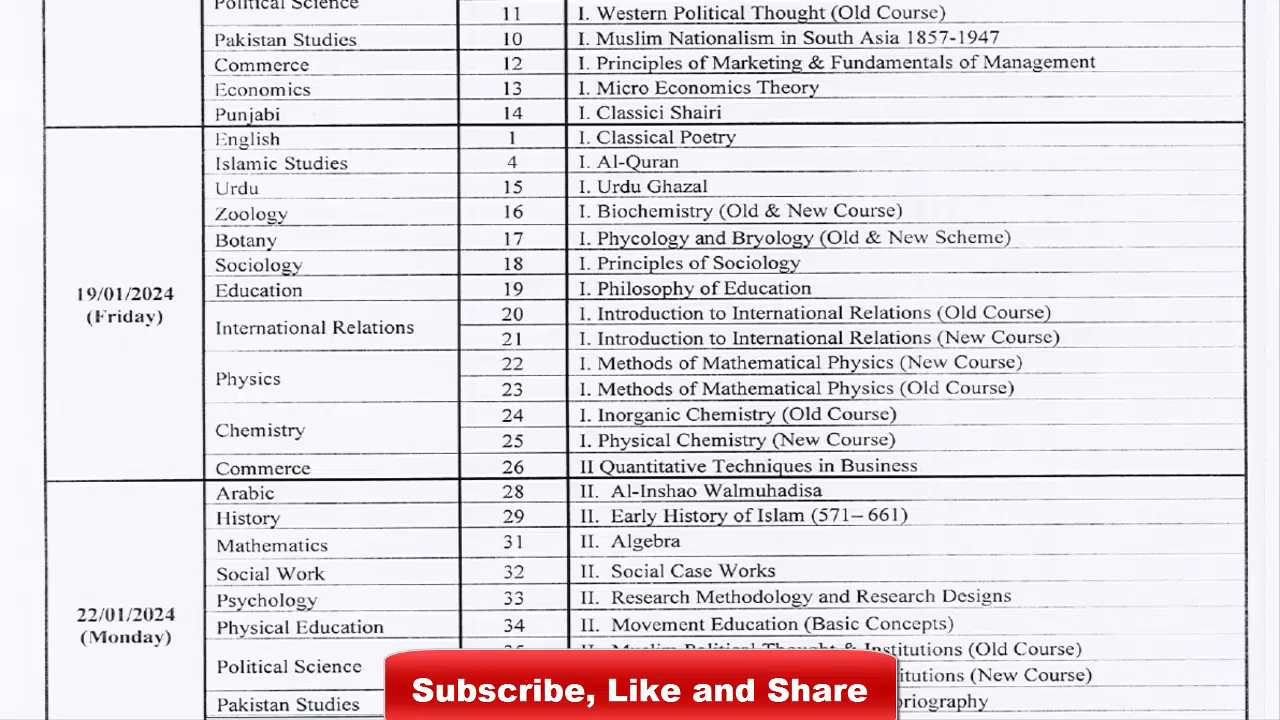 Political Science
11 I. Western Political Thought (Old Course)
Pakistan Studies 10 I. Muslim Nationalism in South Asia 1857-1947
Commerce 12 I. Principles of Marketing & Fundamentals of Management
Economics 13 I. Micro Economics Theory
Punjabi 14 I. Classici Shairi
19/01/2024
(Friday)
English 1 I. Classical Poetry
Islamic Studies 4 I. Al-Quran
Urdu 15 I. Urdu Ghazal
Zoology 16 I. Biochemistry (Old & New Course)
Botany 17 I. Phycology and Bryology (Old & New Scheme)
Sociology 18 I. Principles of Sociology
Education 19 I. Philosophy of Education
International Relations
20 I. Introduction to International Relations (Old Course)
21 I. Introduction to International Relations (New Course)
Physics
22 I. Methods of Mathematical Physics (New Course)
23 I. Methods of Mathematical Physics (Old Course)
Chemistry
24 I. Inorganic Chemistry (Old Course)
25 I. Physical Chemistry (New Course)
Commerce 26 II Quantitative Techniques in Business
22/01/2024
(Monday)
Arabic 28 II. Al-Inshao Walmuhadisa
History 29 II. Early History of Islam (571– 661)
Mathematics 31 II. Algebra
Social Work 32 II. Social Case Works
Psychology 33 II. Research Methodology and Research Designs
Physical Education 34 II. Movement Education (Basic Concepts)
Political Science
II. Muslim Political Thought & Institutions (Old Course)
(New Course)
Pakistan Studies
Subscribe, Like and Share